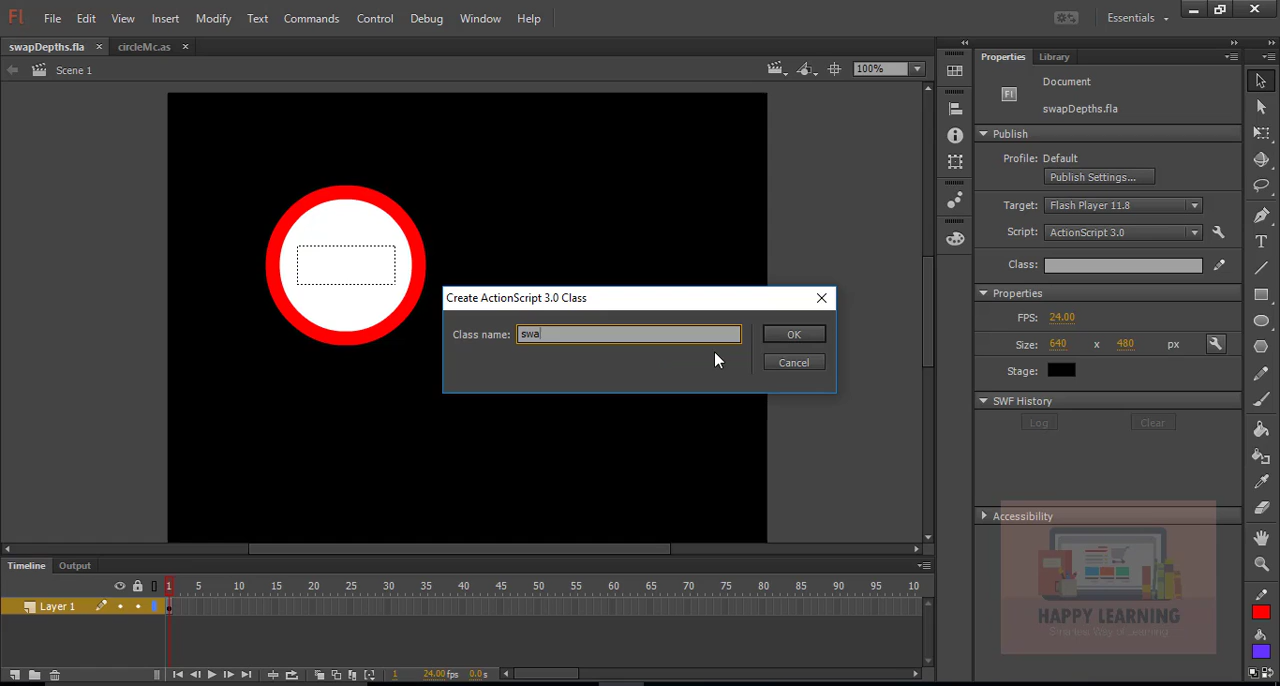 Fl File Edit View Insert Modify Text Commands Control Debug Window Help Essentials
swapDepths.fla × circleMc.as ×
Scene 1 100%
Properties Library
Document
swapDepths.fla
Publish
Profile: Default
Publish Settings...
Target: Flash Player 11.8
Script: ActionScript 3.0
Class:
Properties
FPS: 24.00
Size: 640 x 480 px
Stage:
SWF History
Log Clear
Accessibility
Create ActionScript 3.0 Class
Class name: swa OK
Cancel
HAPPY LEARNING
Timeline Output
1 5 10 15 20 25 30 35 40 45 50 55 60 65 70 75 80 85 90 95 10
Layer 1
1 24.00 fps 0.0 s